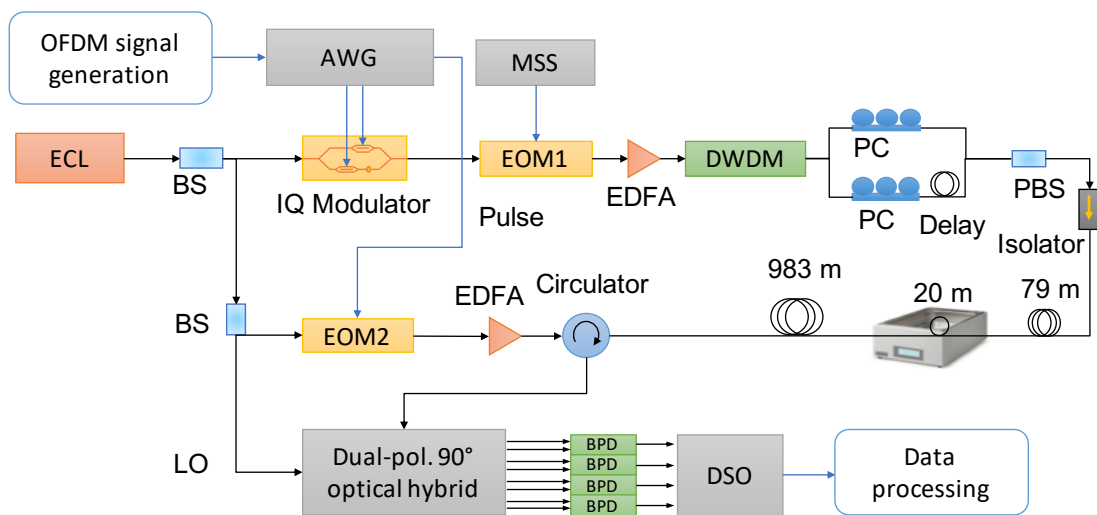 OFDM signal
generation
AWG
MSS
ECL
BS
IQ Modulator
EOM1
Pulse
EDFA
DWDM
PC
PC
Delay
PBS
Isolator
BS
EOM2
EDFA
Circulator
983 m
20 m
79 m
LO
Dual-pol. 90°
optical hybrid
BPD
BPD
BPD
BPD
DSO
Data
processing